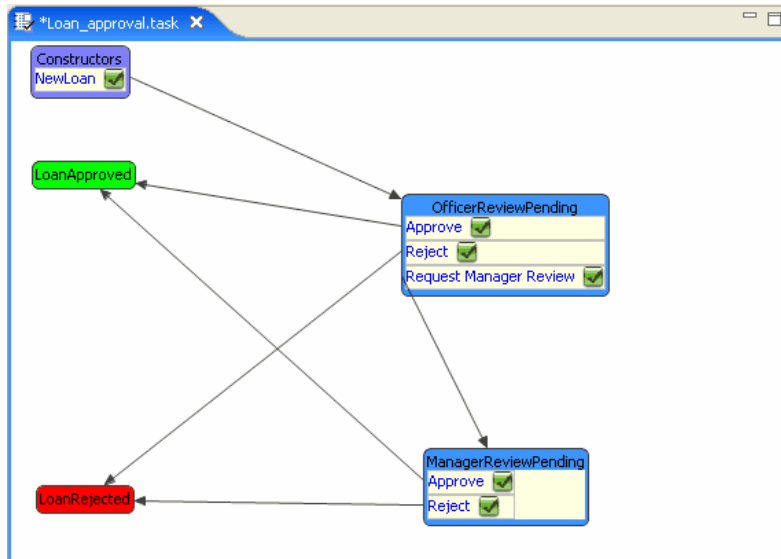 *Loan_approval.task
Constructors
NewLoan
LoanApproved
OfficerReviewPending
Approve
Reject
Request Manager Review
ManagerReviewPending
Approve
Reject
LoanRejected